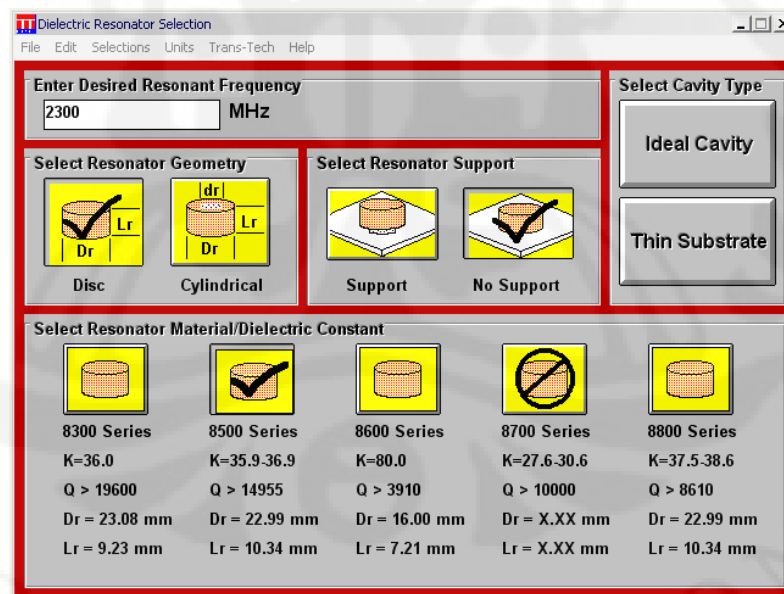 Dielectric Resonator Selection
File Edit Selections Units Trans-Tech Help
Enter Desired Resonant Frequency
2300 MHz
Select Cavity Type
Ideal Cavity
Thin Substrate
Select Resonator Geometry
dr
Lr Lr
Dr Dr
Disc Cylindrical
Select Resonator Support
Support No Support
Select Resonator Material/Dielectric Constant
8300 Series 8500 Series 8600 Series 8700 Series 8800 Series
K=36.0 K=35.9-36.9 K=80.0 K=27.6-30.6 K=37.5-38.6
Q > 19600 Q > 14955 Q > 3910 Q > 10000 Q > 8610
Dr = 23.08 mm Dr = 22.99 mm Dr = 16.00 mm Dr = X.XX mm Dr = 22.99 mm
Lr = 9.23 mm Lr = 10.34 mm Lr = 7.21 mm Lr = X.XX mm Lr = 10.34 mm